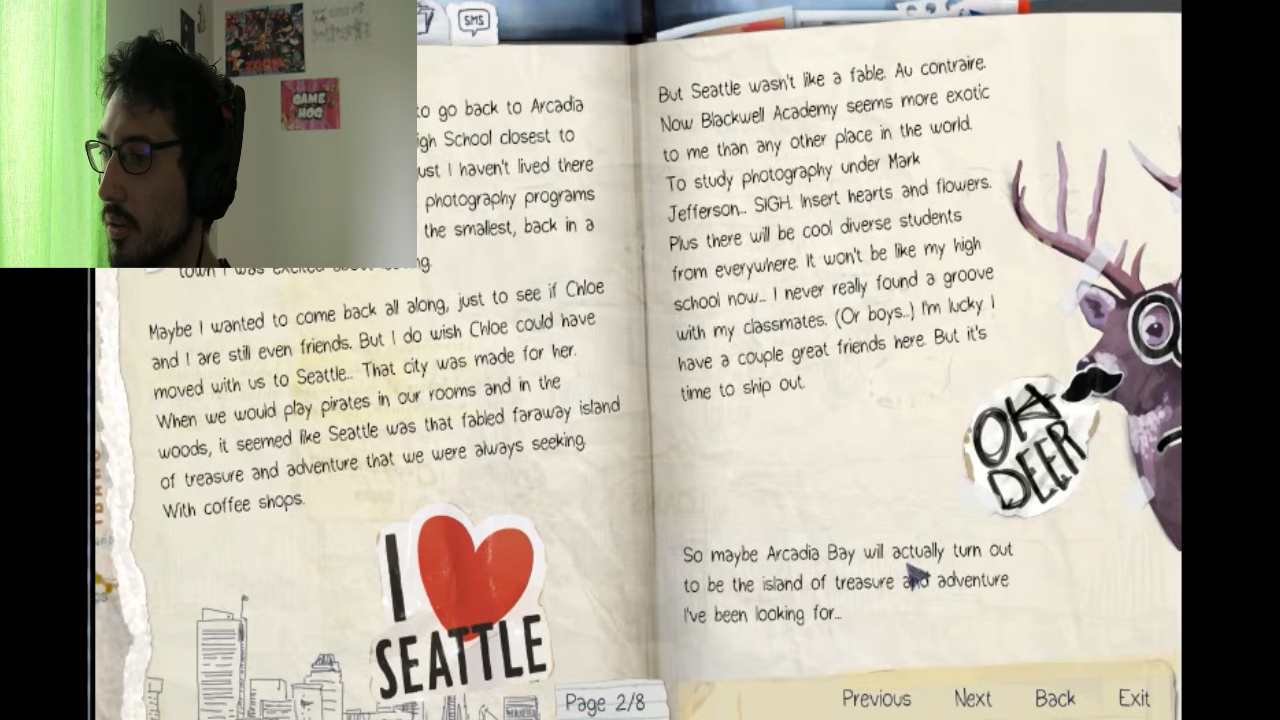 SMS
ZOOM
GAME
HOG
to go back to Arcadia
igh School closest to
ust I haven't lived there
photography programs
the smallest, back in a
town I was excited about
Maybe I wanted to come back all along, just to see if Chloe
and I are still even friends. But I do wish Chloe could have
moved with us to Seattle... That city was made for her.
When we would play pirates in our rooms and in the
woods, it seemed like Seattle was that fabled faraway island
of treasure and adventure that we were always seeking.
With coffee shops.
I
SEATTLE
But Seattle wasn't like a fable. Au contraire.
Now Blackwell Academy seems more exotic
to me than any other place in the world.
To study photography under Mark
Jefferson... SIGH. Insert hearts and flowers.
Plus there will be cool diverse students
from everywhere. It won't be like my high
school now... I never really found a groove
with my classmates. (Or boys...) I'm lucky I
have a couple great friends here. But it's
time to ship out.
OH
DEER
So maybe Arcadia Bay will actually turn out
to be the island of treasure and adventure
I've been looking for...
Page 2/8
Previous Next Back Exit